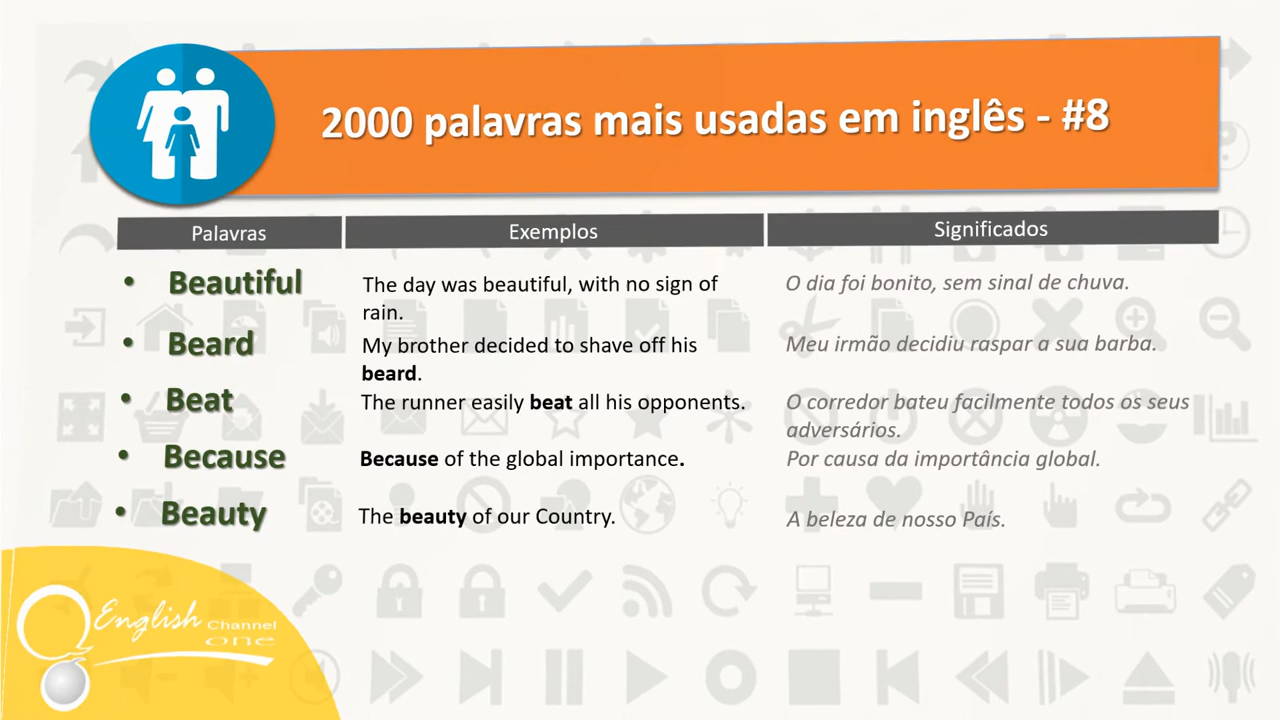 2000 palavras mais usadas em inglês - #8
Palavras Exemplos Significados
• Beautiful
The day was beautiful, with no sign of
rain.
O dia foi bonito, sem sinal de chuva.
• Beard
My brother decided to shave off his
beard.
Meu irmão decidiu raspar a sua barba.
• Beat
The runner easily beat all his opponents.
O corredor bateu facilmente todos os seus
adversários.
• Because
Because of the global importance.
Por causa da importância global.
• Beauty
The beauty of our Country.
A beleza de nosso País.
English Channel
one